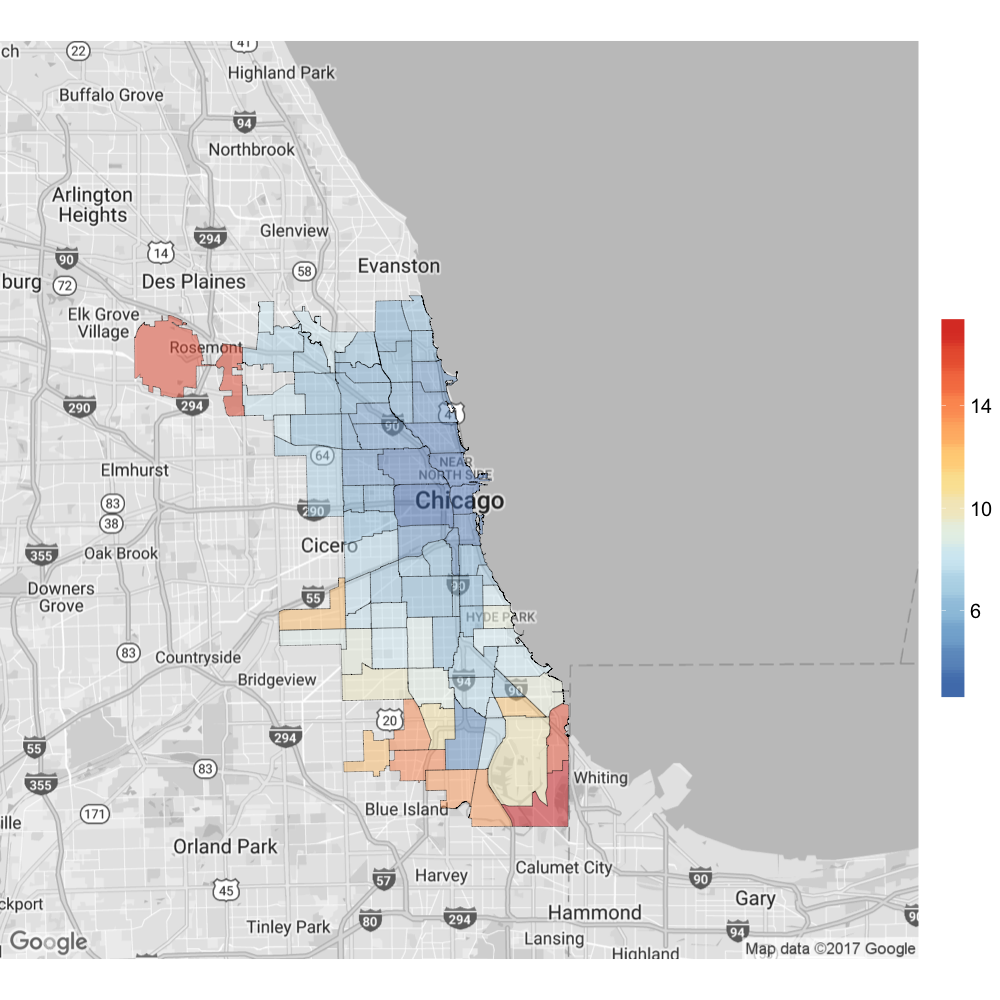 41
ch
22
Highland Park
Buffalo Grove
94
Northbrook
Arlington
Heights
Glenview
294
14
90
Evanston
58
burg
72
Des Plaines
Elk Grove
Village
Rosemont
290
294
14
4
90
NEAR
NORTH SIDE
64
Elmhurst
Chicago
83
290
10
38
Cicero
355
Oak Brook
Downers
Grove
55
90
6
HYDE PARK
83
Countryside
Bridgeview
94
90
20
294
55
83
355
Whiting
171
Blue Island
ille
Orland Park
Calumet City
57
Harvey
90
45
Gary
ckport
80
294
Hammond
90
Tinley Park
94
Lansing
Google
Highland
Map data ©2017 Google